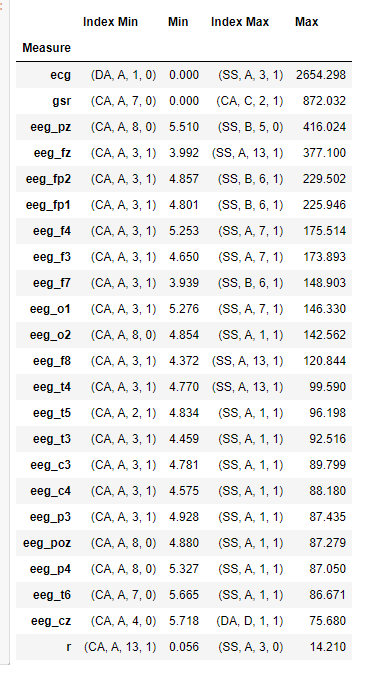 Index Min Min Index Max Max
Measure
ecg (DA, A, 1, 0) 0.000 (SS, A, 3, 1) 2654.298
gsr (CA, A, 7, 0) 0.000 (CA, C, 2, 1) 872.032
eeg_pz (CA, A, 8, 0) 5.510 (SS, B, 5, 0) 416.024
eeg_fz (CA, A, 3, 1) 3.992 (SS, A, 13, 1) 377.100
eeg_fp2 (CA, A, 3, 1) 4.857 (SS, B, 6, 1) 229.502
eeg_fp1 (CA, A, 3, 1) 4.801 (SS, B, 6, 1) 225.946
eeg_f4 (CA, A, 3, 1) 5.253 (SS, A, 7, 1) 175.514
eeg_f3 (CA, A, 3, 1) 4.650 (SS, A, 7, 1) 173.893
eeg_f7 (CA, A, 3, 1) 3.939 (SS, B, 6, 1) 148.903
eeg_o1 (CA, A, 3, 1) 5.276 (SS, A, 7, 1) 146.330
eeg_o2 (CA, A, 8, 0) 4.854 (SS, A, 1, 1) 142.562
eeg_f8 (CA, A, 3, 1) 4.372 (SS, A, 13, 1) 120.844
eeg_t4 (CA, A, 3, 1) 4.770 (SS, A, 13, 1) 99.590
eeg_t5 (CA, A, 2, 1) 4.834 (SS, A, 1, 1) 96.198
eeg_t3 (CA, A, 3, 1) 4.459 (SS, A, 1, 1) 92.516
eeg_c3 (CA, A, 3, 1) 4.781 (SS, A, 1, 1) 89.799
eeg_c4 (CA, A, 3, 1) 4.575 (SS, A, 1, 1) 88.180
eeg_p3 (CA, A, 3, 1) 4.928 (SS, A, 1, 1) 87.435
eeg_poz (CA, A, 8, 0) 4.880 (SS, A, 1, 1) 87.279
eeg_p4 (CA, A, 8, 0) 5.327 (SS, A, 1, 1) 87.050
eeg_t6 (CA, A, 7, 0) 5.665 (SS, A, 1, 1) 86.671
eeg_cz (CA, A, 4, 0) 5.718 (DA, D, 1, 1) 75.680
r (CA, A, 13, 1) 0.056 (SS, A, 3, 0) 14.210